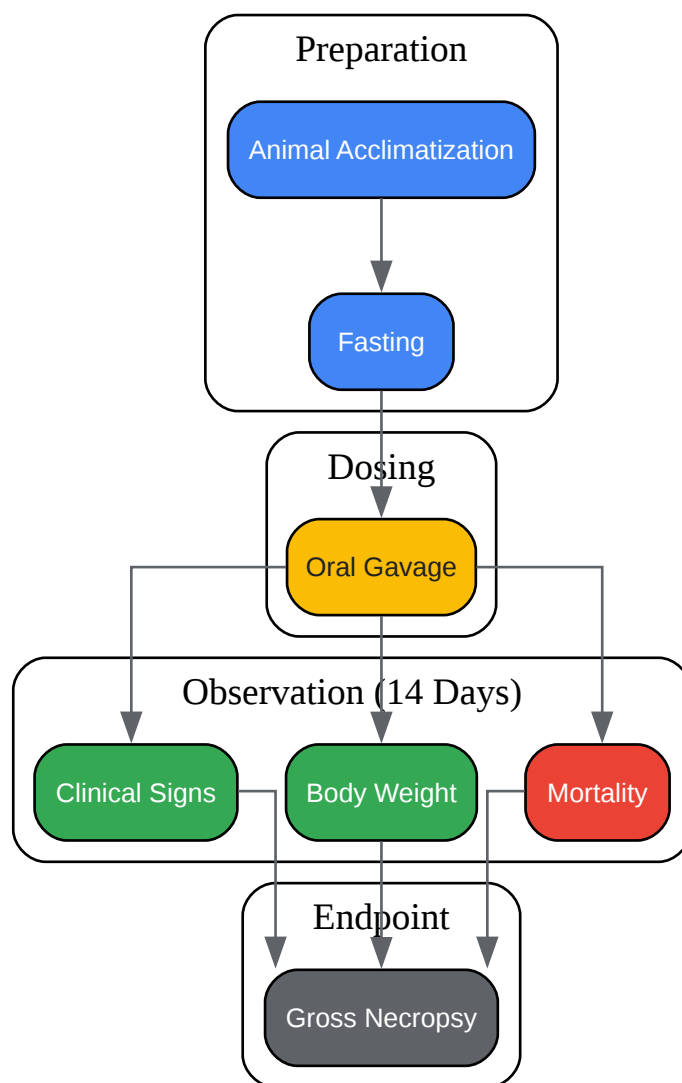 Preparation
Animal Acclimatization
Fasting
Dosing
Oral Gavage
Observation (14 Days)
Clinical Signs
Body Weight
Mortality
Endpoint
Gross Necropsy